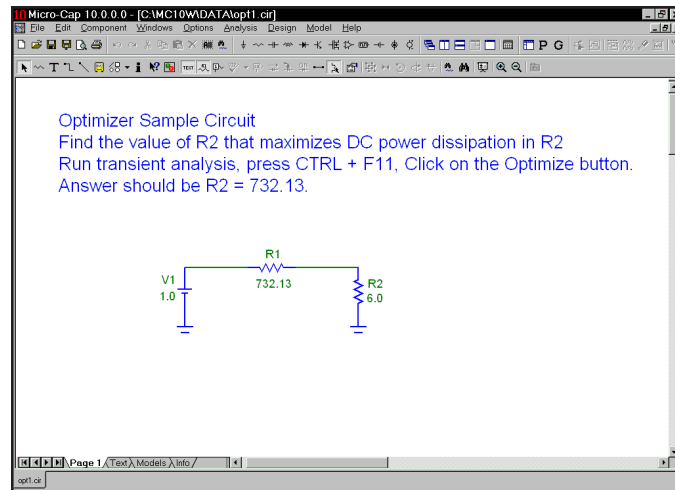 10 Micro-Cap 10.0.0.0 - [C:\MC10W\DATA\opt1.cir]
File Edit Component Windows Options Analysis Design Model Help
P G
T i TEXT
Optimizer Sample Circuit
Find the value of R2 that maximizes DC power dissipation in R2
Run transient analysis, press CTRL + F11, Click on the Optimize button.
Answer should be R2 = 732.13.
R1
732.13
V1
1.0
R2
6.0
Page 1 Text Models Info
opt1.cir